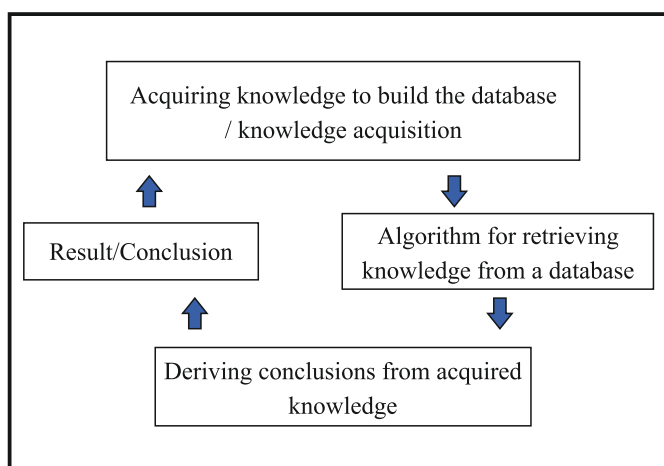 Acquiring knowledge to build the database
/ knowledge acquisition
Result/Conclusion
Algorithm for retrieving
knowledge from a database
Deriving conclusions from acquired
knowledge